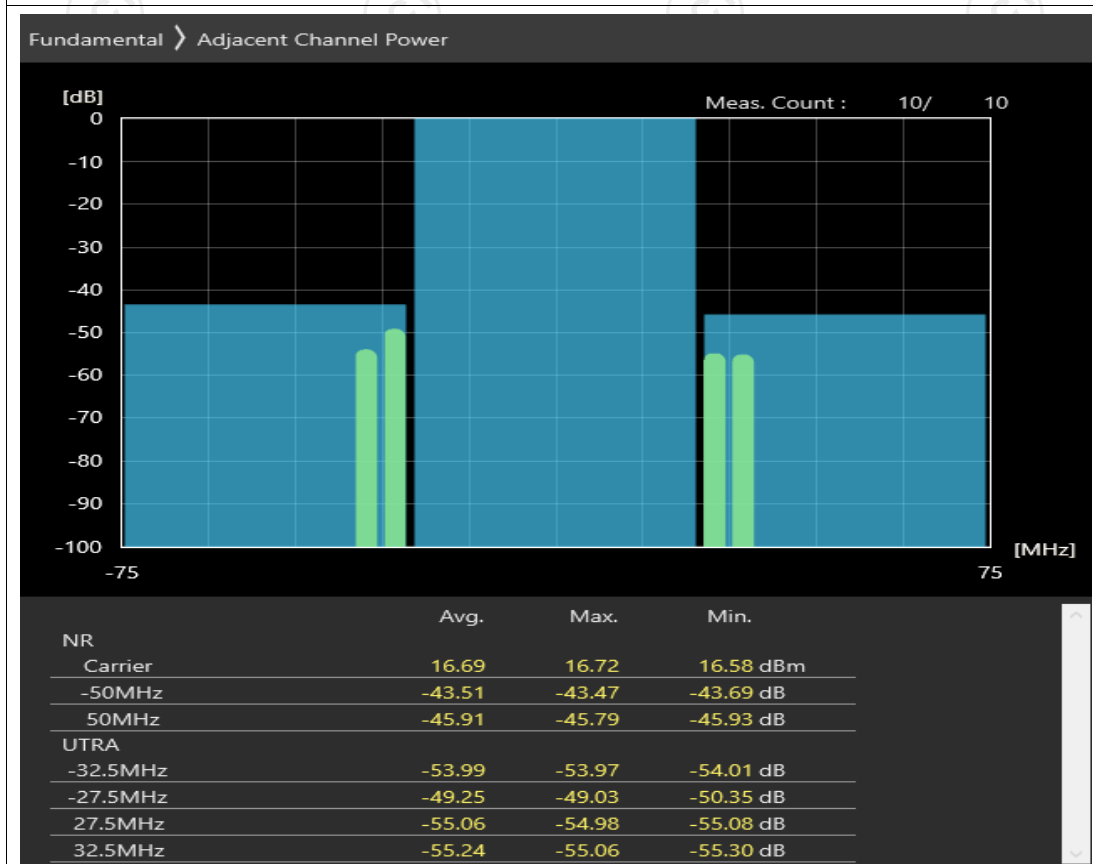 Fundamental 〉 Adjacent Channel Power
[dB]
Meas. Count : 10/ 10
0
-10
-20
-30
-40
-50
-60
-70
-80
-90
-100
[MHz]
-75 75
Avg. Max. Min.
NR
Carrier 16.69 16.72 16.58 dBm
-50MHz -43.51 -43.47 -43.69 dB
50MHz -45.91 -45.79 -45.93 dB
UTRA
-32.5MHz -53.99 -53.97 -54.01 dB
-27.5MHz -49.25 -49.03 -50.35 dB
27.5MHz -55.06 -54.98 -55.08 dB
32.5MHz -55.24 -55.06 -55.30 dB